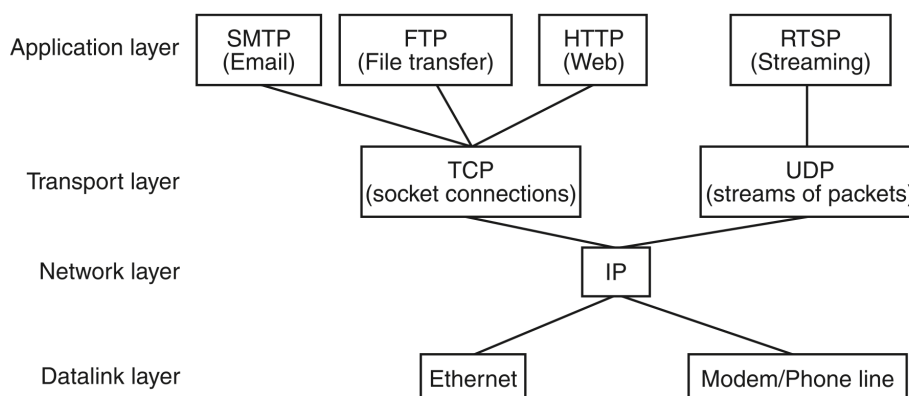 Application layer
SMTP
(Email)
FTP
(File transfer)
HTTP
(Web)
RTSP
(Streaming)
Transport layer
TCP
(socket connections)
UDP
(streams of packets)
Network layer
IP
Datalink layer
Ethernet
Modem/Phone line